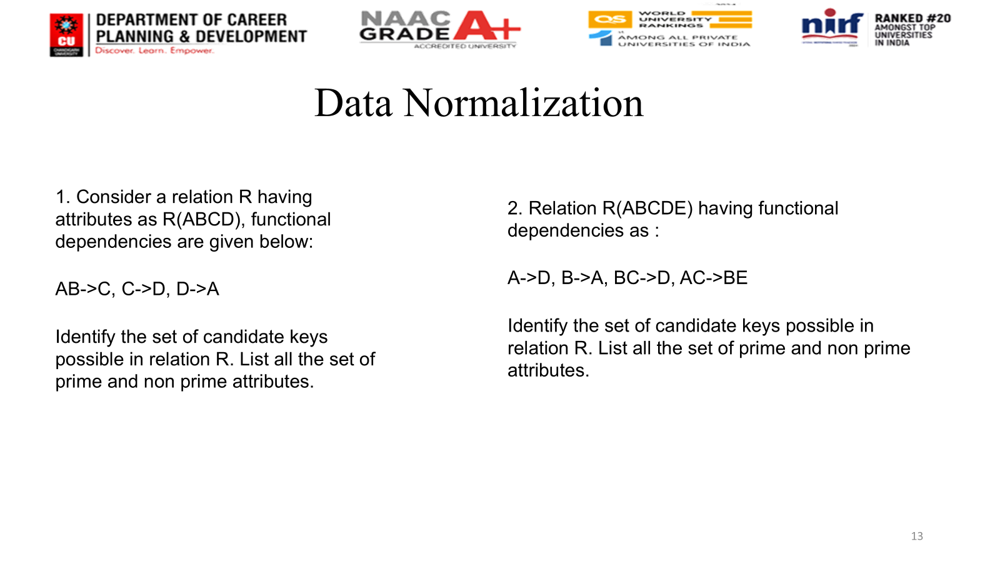 DEPARTMENT OF CAREER
PLANNING & DEVELOPMENT
Discover. Learn. Empower.
CU
CHANDIGARH
UNIVERSITY
NAAC
GRADE A+
ACCREDITED UNIVERSITY
QS WORLD
UNIVERSITY
RANKINGS
1st AMONG ALL PRIVATE
UNIVERSITIES OF INDIA
nirf
RANKED #20
AMONGST TOP
UNIVERSITIES
IN INDIA
Data Normalization
1. Consider a relation R having
attributes as R(ABCD), functional
dependencies are given below:
AB->C, C->D, D->A
Identify the set of candidate keys
possible in relation R. List all the set of
prime and non prime attributes.
2. Relation R(ABCDE) having functional
dependencies as :
A->D, B->A, BC->D, AC->BE
Identify the set of candidate keys possible in
relation R. List all the set of prime and non prime
attributes.
13